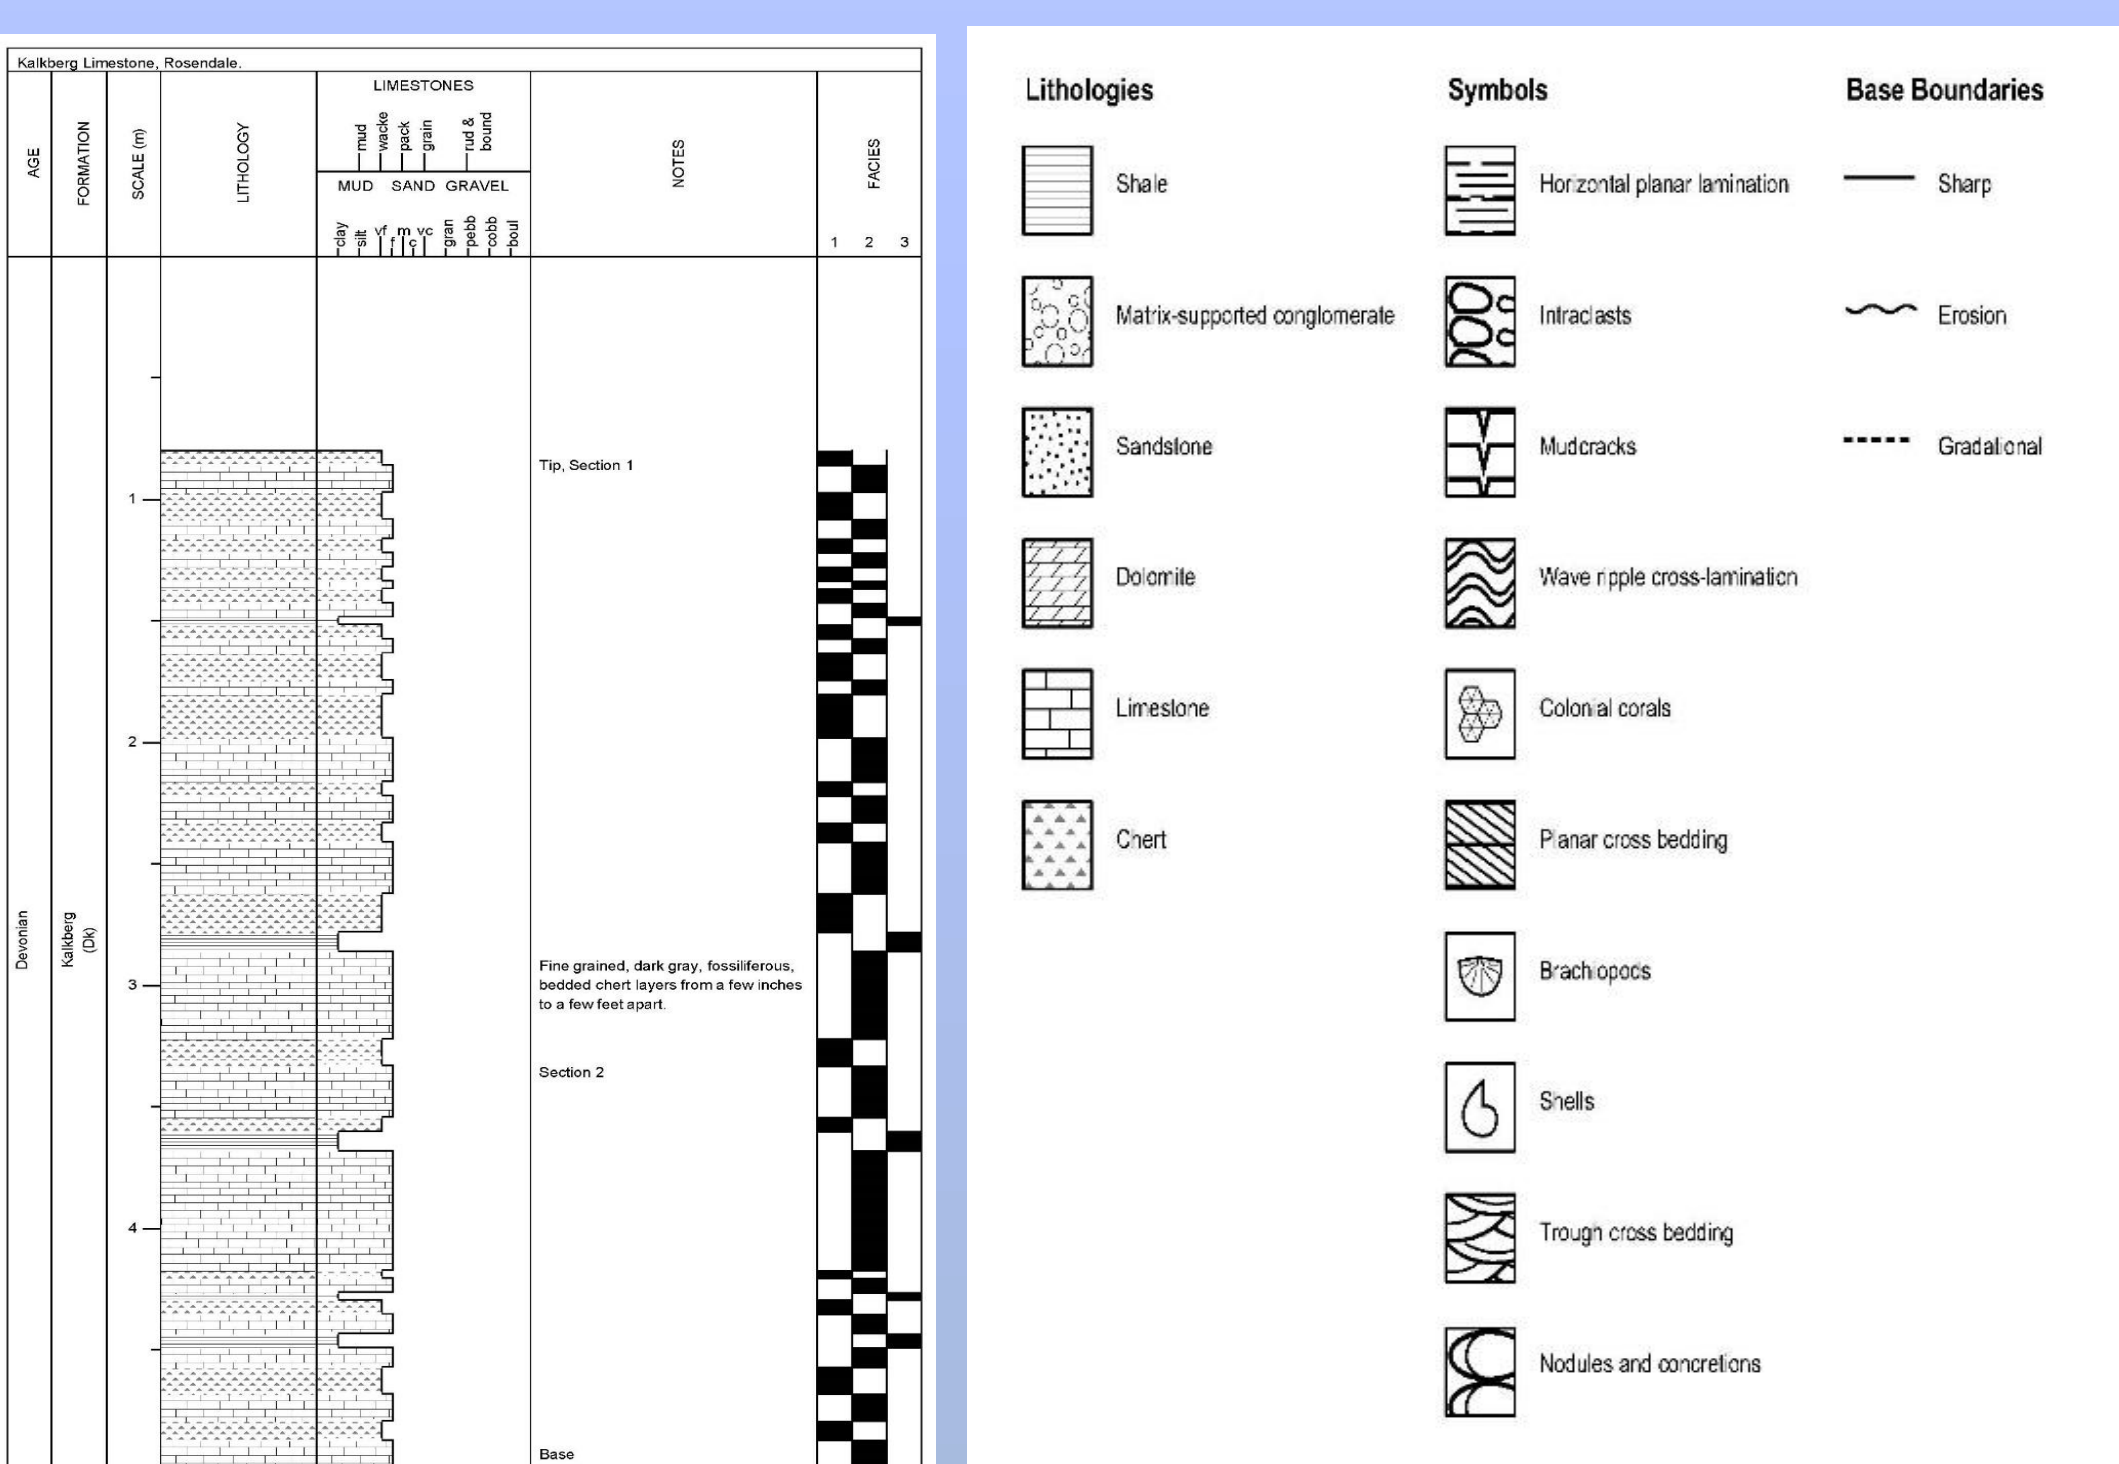 Kalkberg Limestone, Rosendale.
AGE
FORMATION
SCALE (m)
LITHOLOGY
LIMESTONES
mud
wacke
pack
grain
rud &
bound
MUD SAND GRAVEL
clay
silt
vf
f
m
c
vc
gran
pebb
cobb
boul
NOTES
FACIES
1 2 3
Tip, Section 1
1
2
Devonian
Kalkberg
(Dk)
Fine grained, dark gray, fossiliferous,
bedded chert layers from a few inches
to a few feet apart.
3
Section 2
4
Base
Lithologies
Shale
Matrix-supported conglomerate
Sandstone
Dolomite
Limestone
Chert
Symbols
Horizontal planar lamination
Intraclasts
Mudcracks
Wave ripple cross-lamination
Colonial corals
Planar cross bedding
Brachiopods
Shells
Trough cross bedding
Nodules and concretions
Base Boundaries
Sharp
Erosion
Gradational